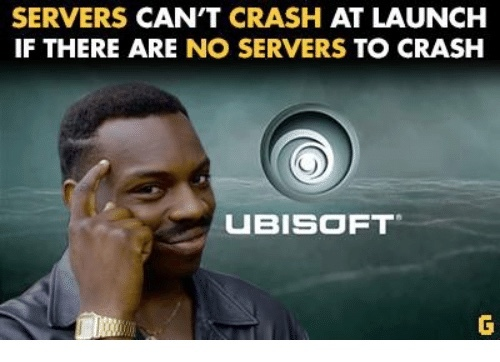 SERVERS CAN'T CRASH AT LAUNCH
IF THERE ARE NO SERVERS TO CRASH
UBISOFT®
G